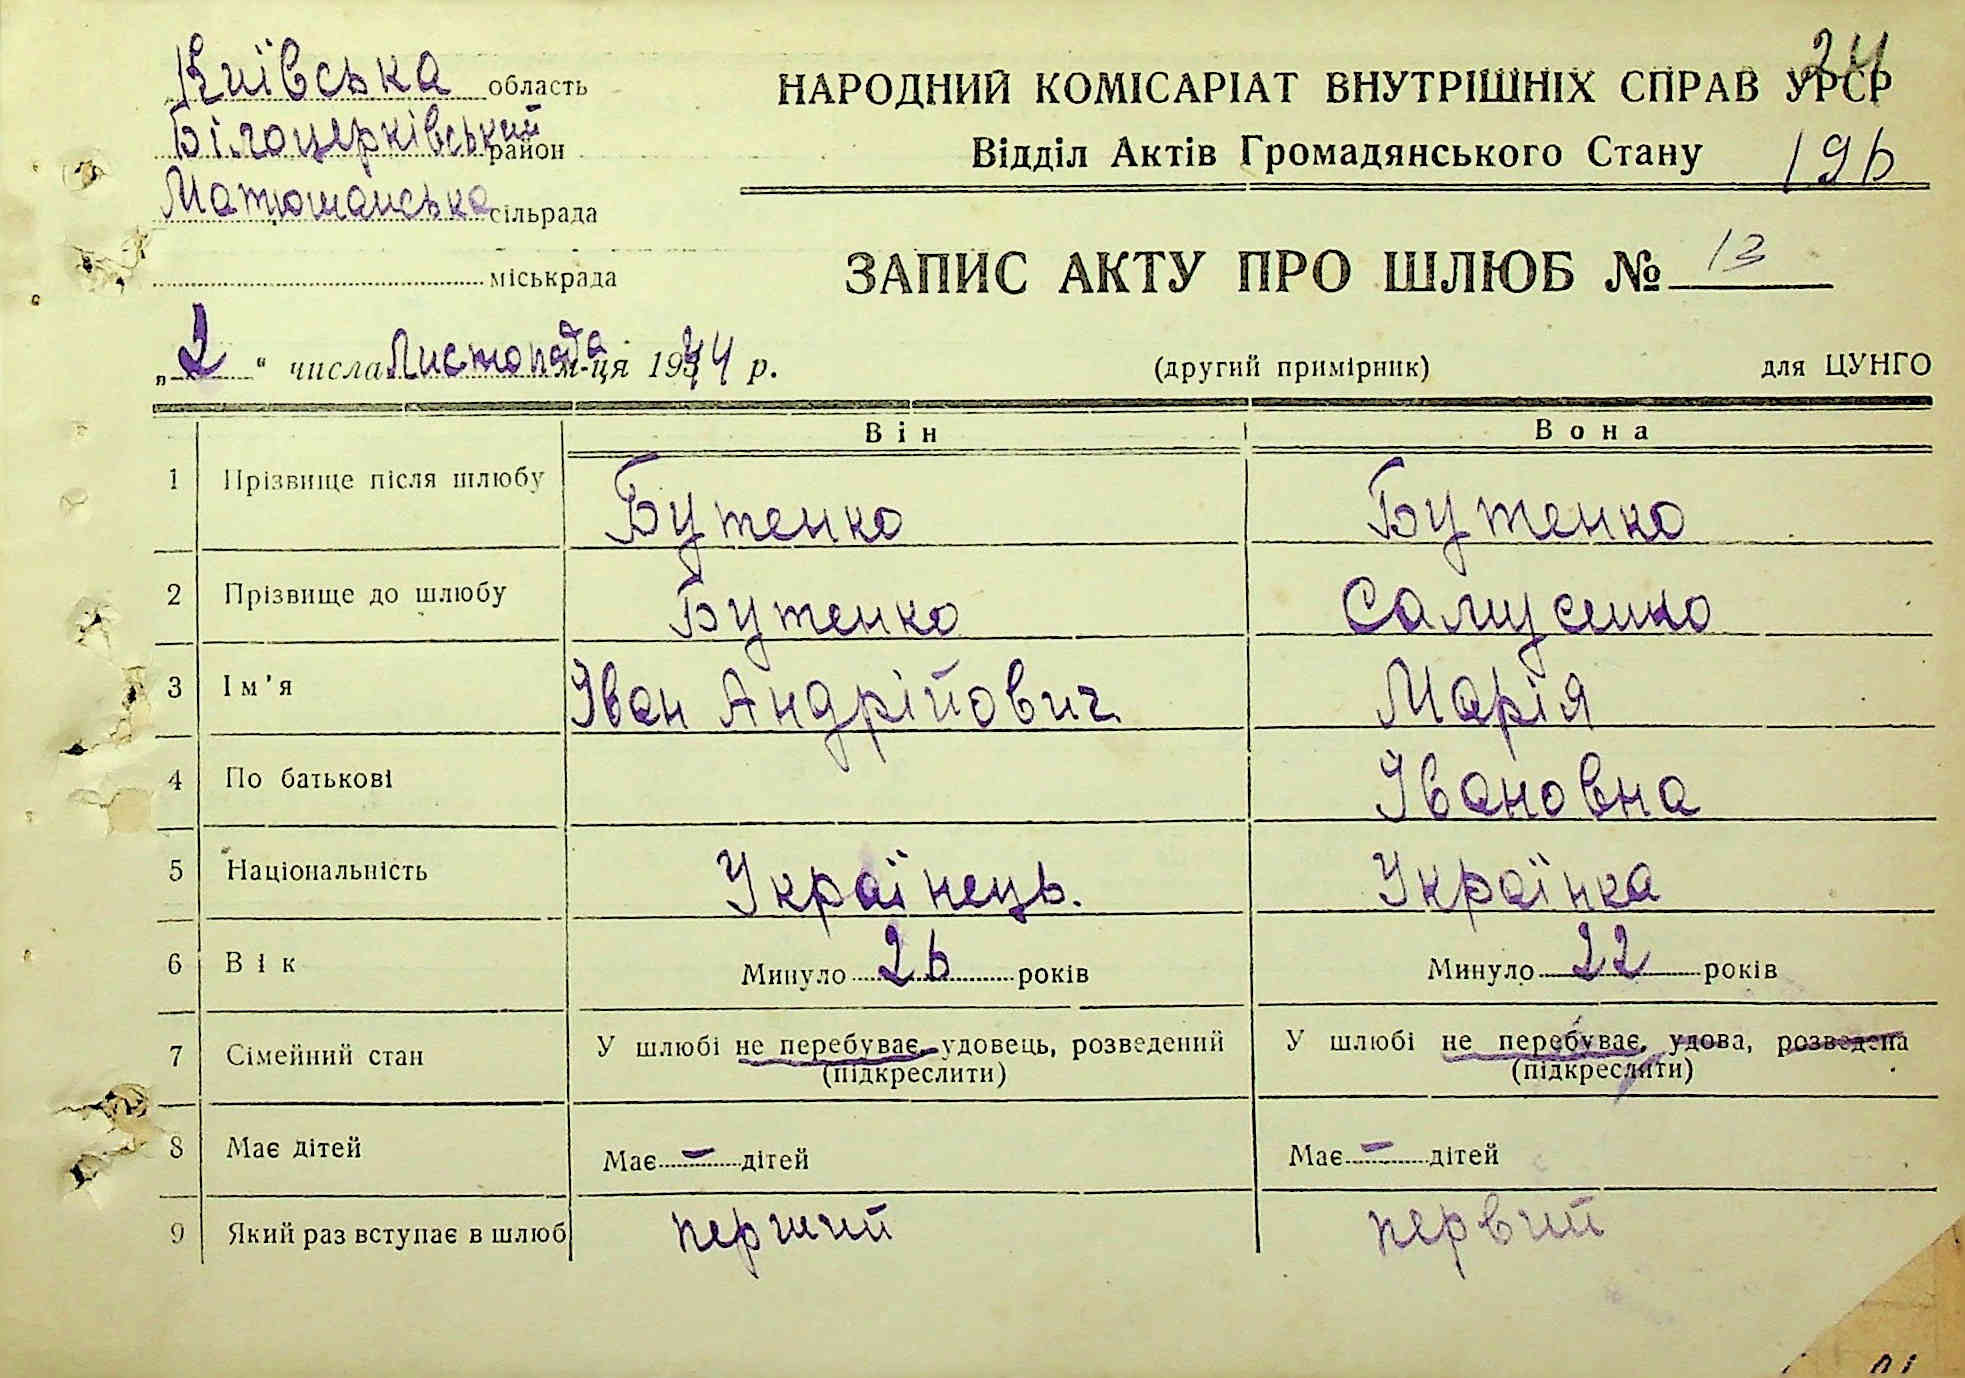 24
Київська область
НАРОДНИЙ КОМІСАРІАТ ВНУТРІШНІХ СПРАВ УРСР
Білоцерківський район
Відділ Актів Громадянського Стану
196
Матюшанська сільрада
міськрада
ЗАПИС АКТУ ПРО ШЛЮБ № 13
„ 2 “ числа Листопада м-ця 1944 р.
(другий примірник) для ЦУНГО
Він Вона
1 Прізвище після шлюбу Бутенко Бутенко
2 Прізвище до шлюбу Бутенко Самусенко
3 Ім'я Іван Андрійович Марія
4 По батькові Івановна
5 Національність Українець. Українка
6 Вік Минуло 26 років Минуло 22 років
7 Сімейний стан У шлюбі не перебуває, удовець, розведений У шлюбі не перебуває, удова, розведена
(підкреслити) (підкреслити)
8 Має дітей Має - дітей Має - дітей
9 Який раз вступає в шлюб перший первий